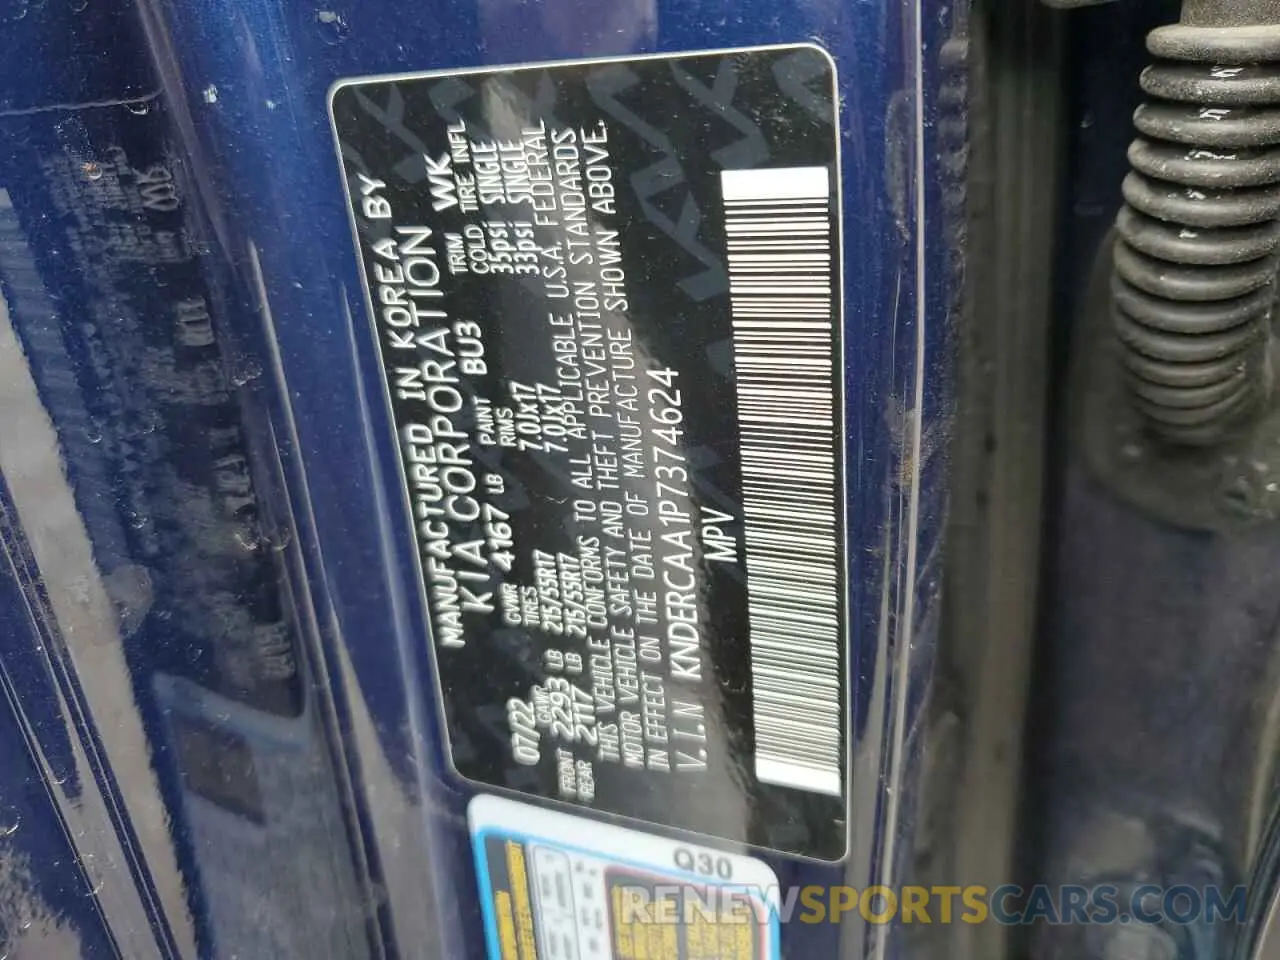 MANUFACTURED IN KOREA BY
KIA CORPORATION
07/22 GVWR 4167 LB PAINT BU3 TRIM WK
GAWR TIRES RIMS COLD TIRE INFL
FRONT 2293 LB 215/55R17 7.0Jx17 35psi SINGLE
REAR 2117 LB 215/55R17 7.0Jx17 33psi SINGLE
THIS VEHICLE CONFORMS TO ALL APPLICABLE U.S.A. FEDERAL
MOTOR VEHICLE SAFETY AND THEFT PREVENTION STANDARDS
IN EFFECT ON THE DATE OF MANUFACTURE SHOWN ABOVE.
V.I.N KNDERCAA1P7374624
MPV
Q30
RENEWSPORTSCARS.COM